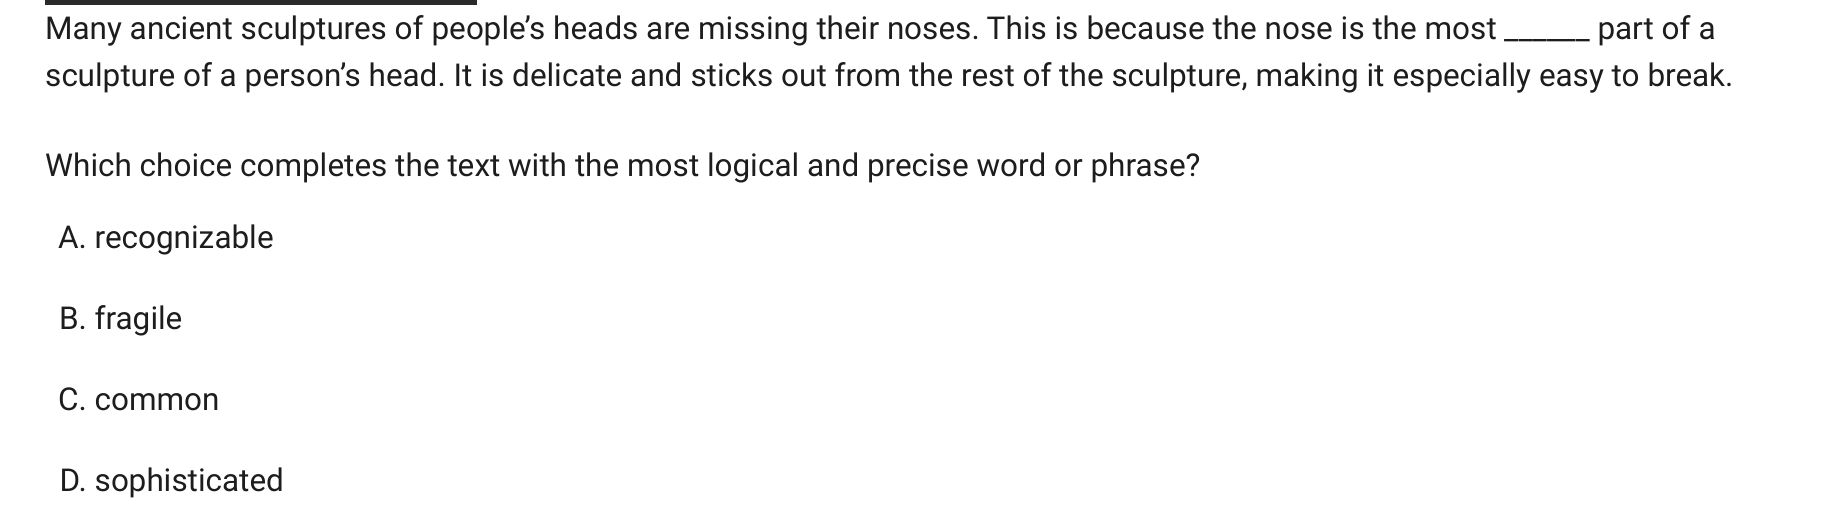 Many ancient sculptures of people's heads are missing their noses. This is because the nose is the most ______ part of a
sculpture of a person's head. It is delicate and sticks out from the rest of the sculpture, making it especially easy to break.
Which choice completes the text with the most logical and precise word or phrase?
A. recognizable
B. fragile
C. common
D. sophisticated